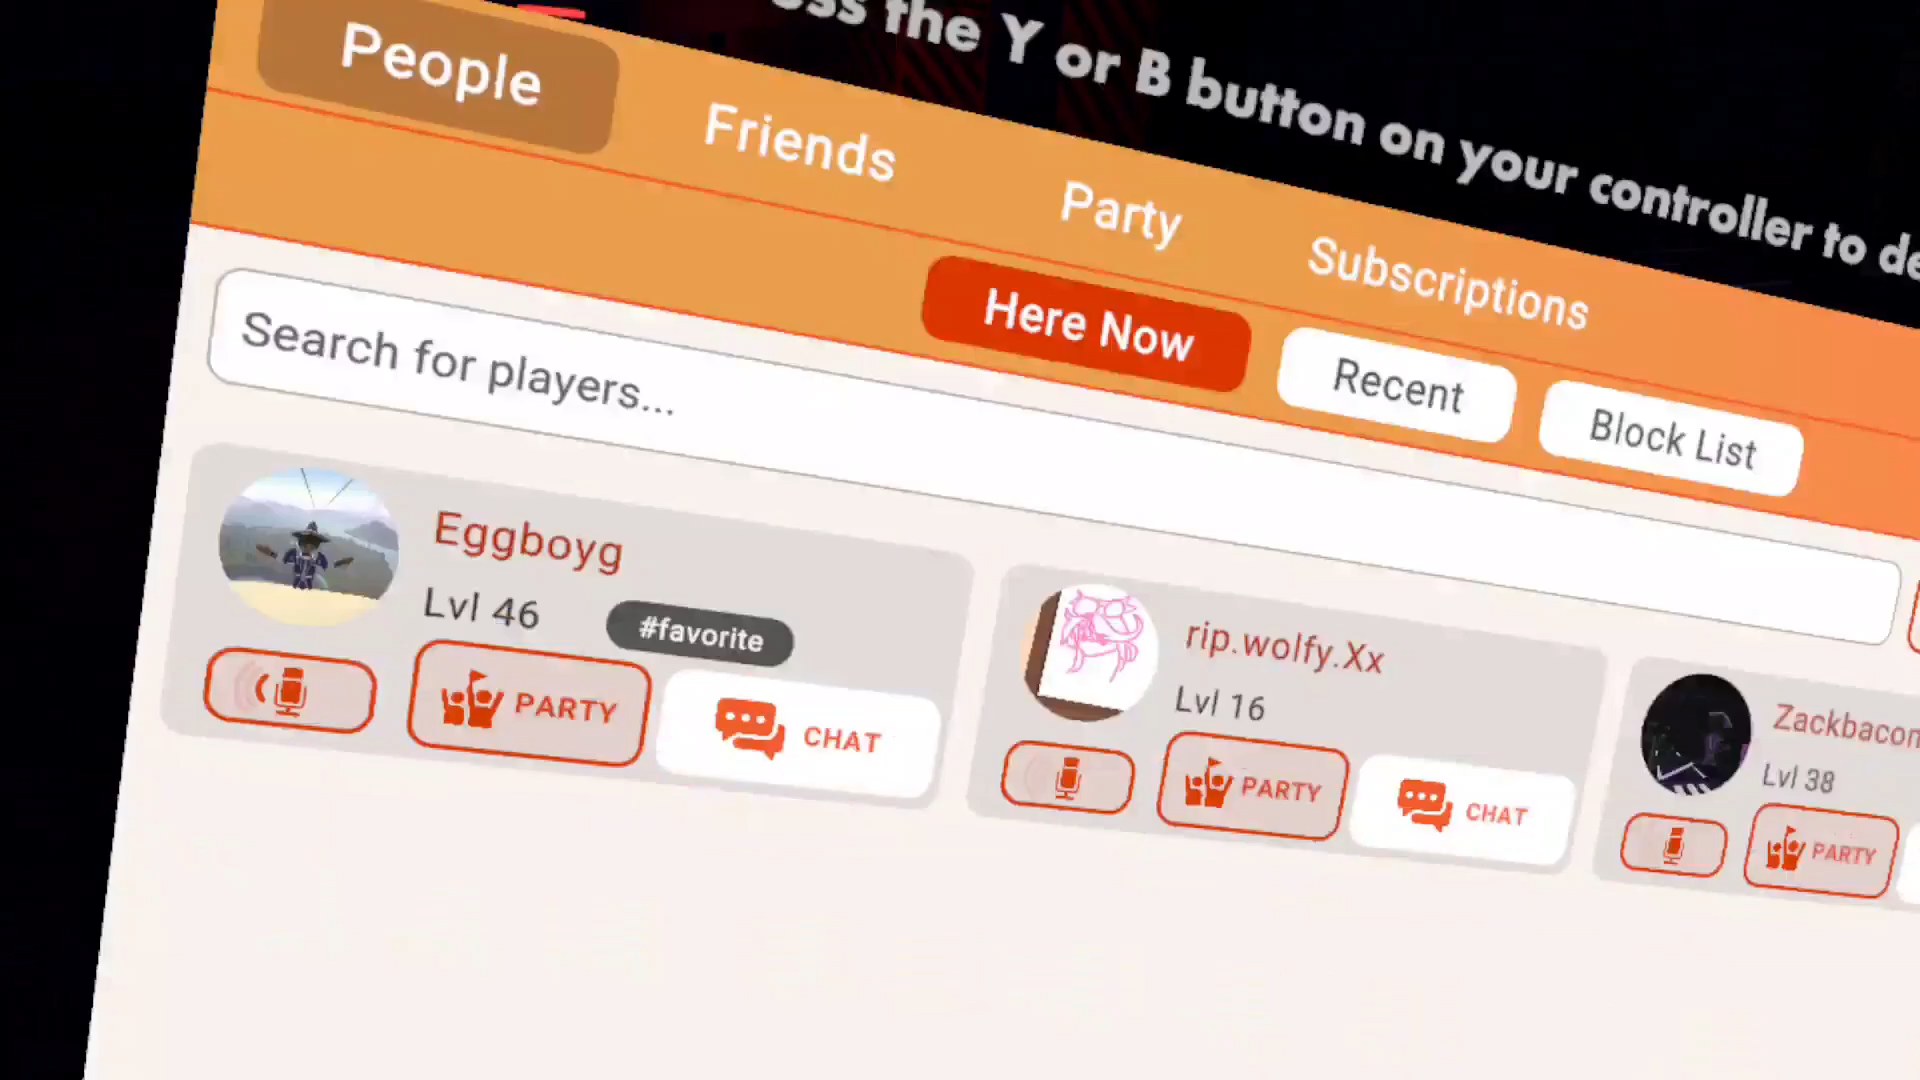 the Y or B button on your controller to
People
Friends
Party
Subscriptions
Here Now
Recent
Block List
Search for players...
Eggboyg
Lvl 46
#favorite
PARTY
CHAT
rip.wolfy.Xx
Lvl 16
PARTY
CHAT
Zackbacon
Lvl 38
PARTY